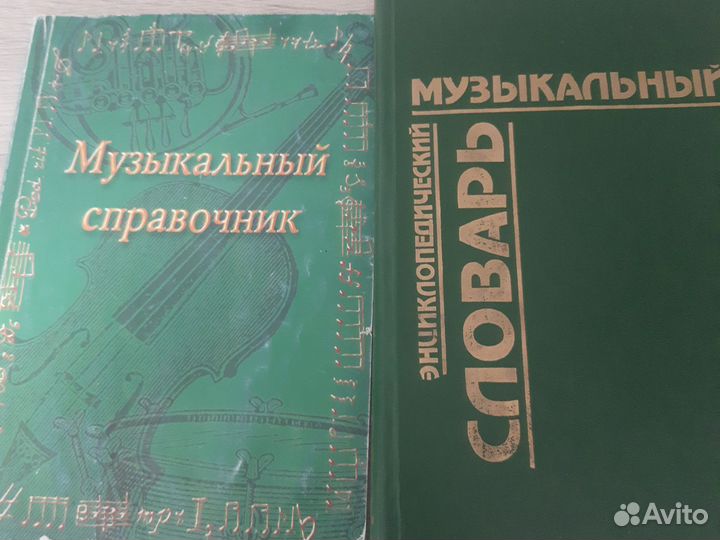 Музыкальный
справочник
МУЗЫКАЛЬНЫЙ
ЭНЦИКЛОПЕДИЧЕСКИЙ
СЛОВАРЬ
Avito